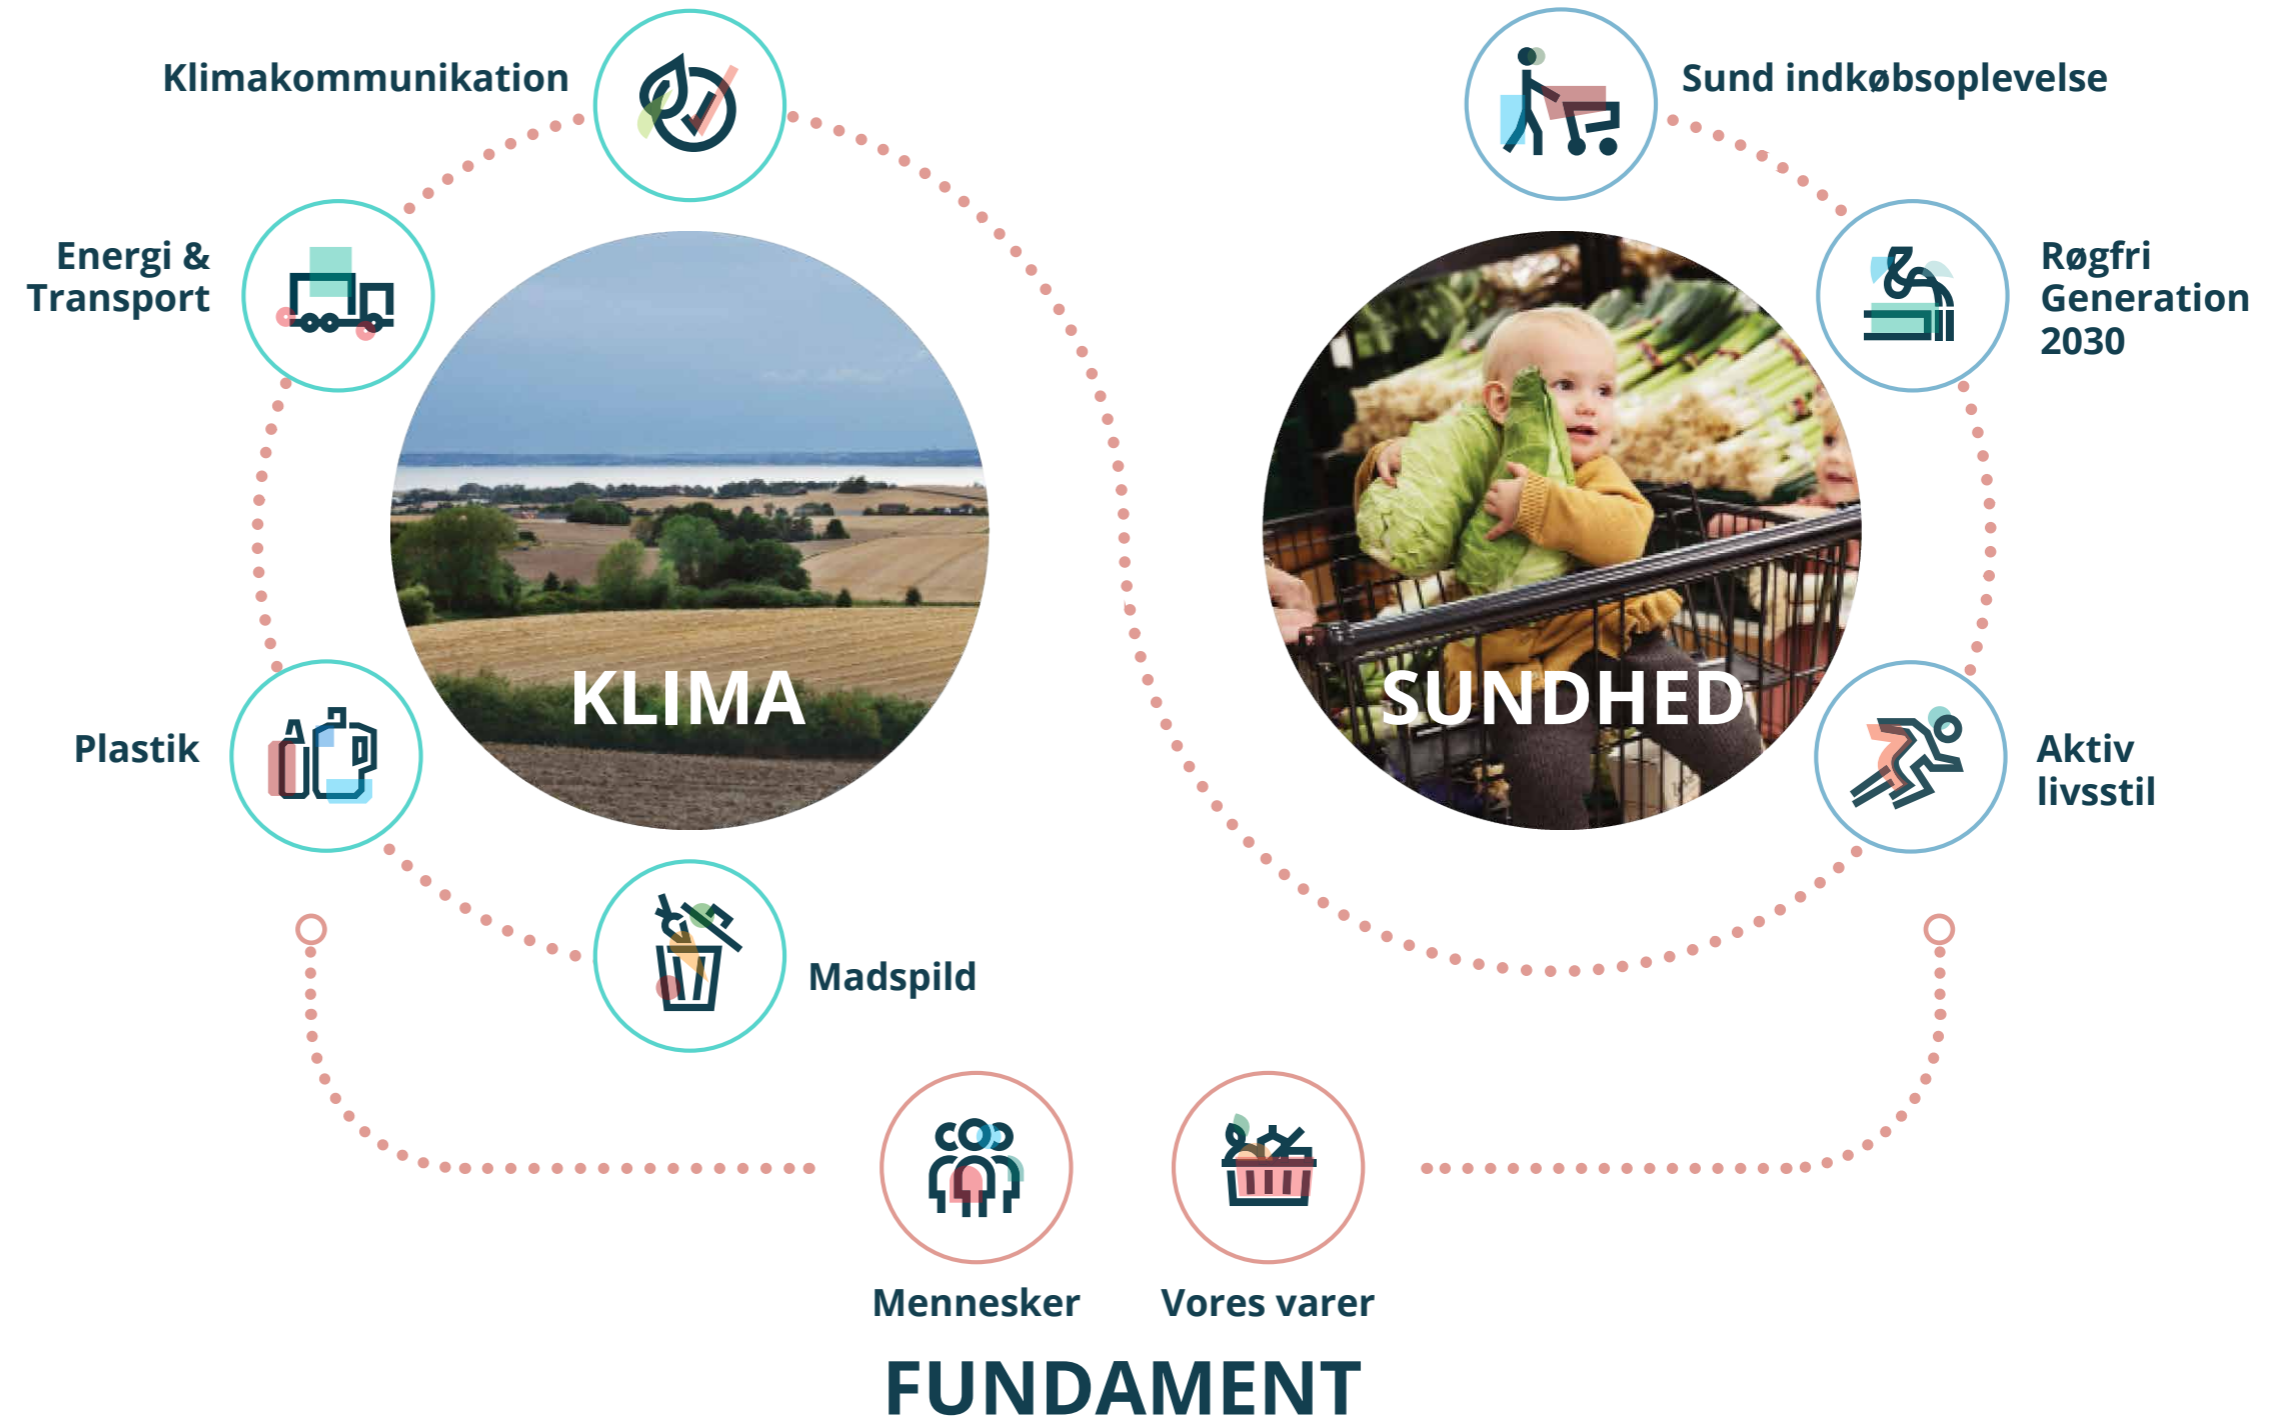 Klimakommunikation
Energi &
Transport
Plastik
Madspild
KLIMA
Sund indkøbsoplevelse
Røgfri
Generation
2030
Aktiv
livsstil
SUNDHED
Mennesker
Vores varer
FUNDAMENT